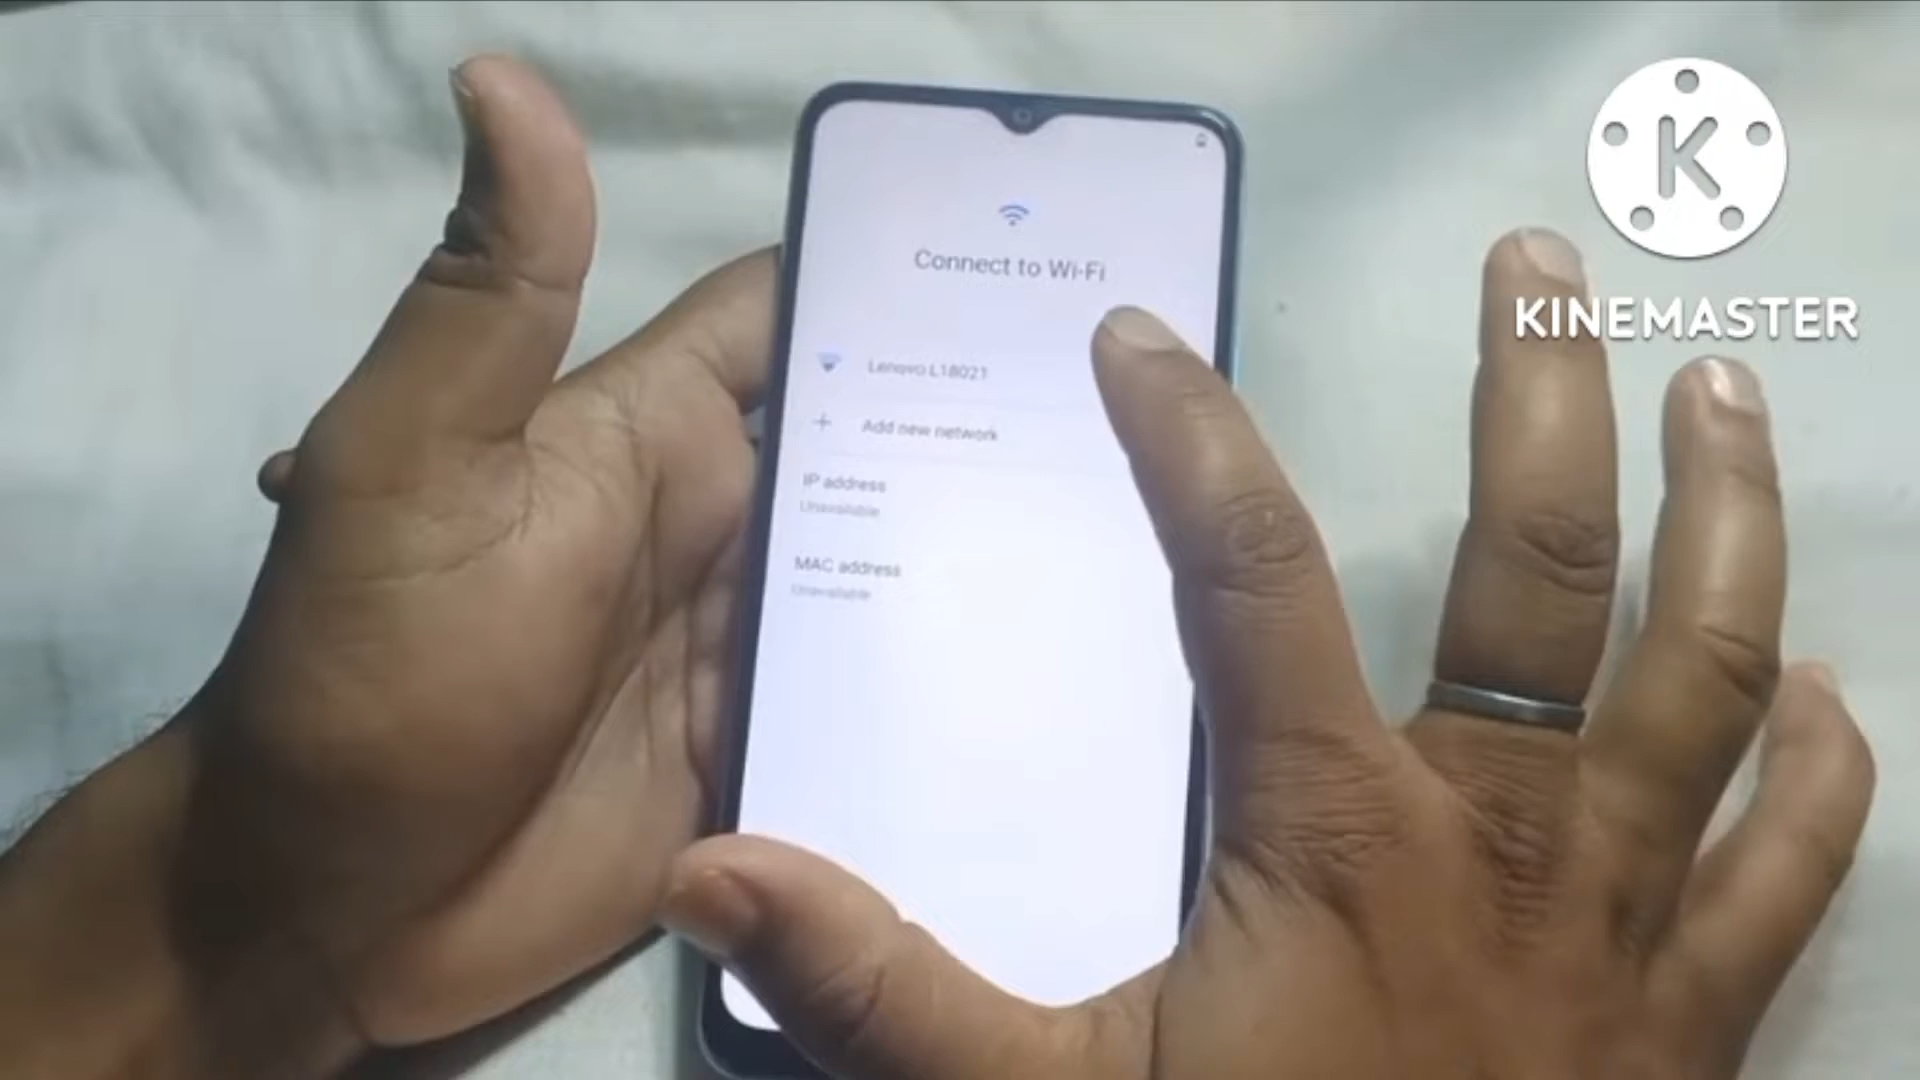 Connect to Wi-Fi
Lenovo L18021
Add new network
IP address
Unavailable
MAC address
Unavailable
K
KINEMASTER